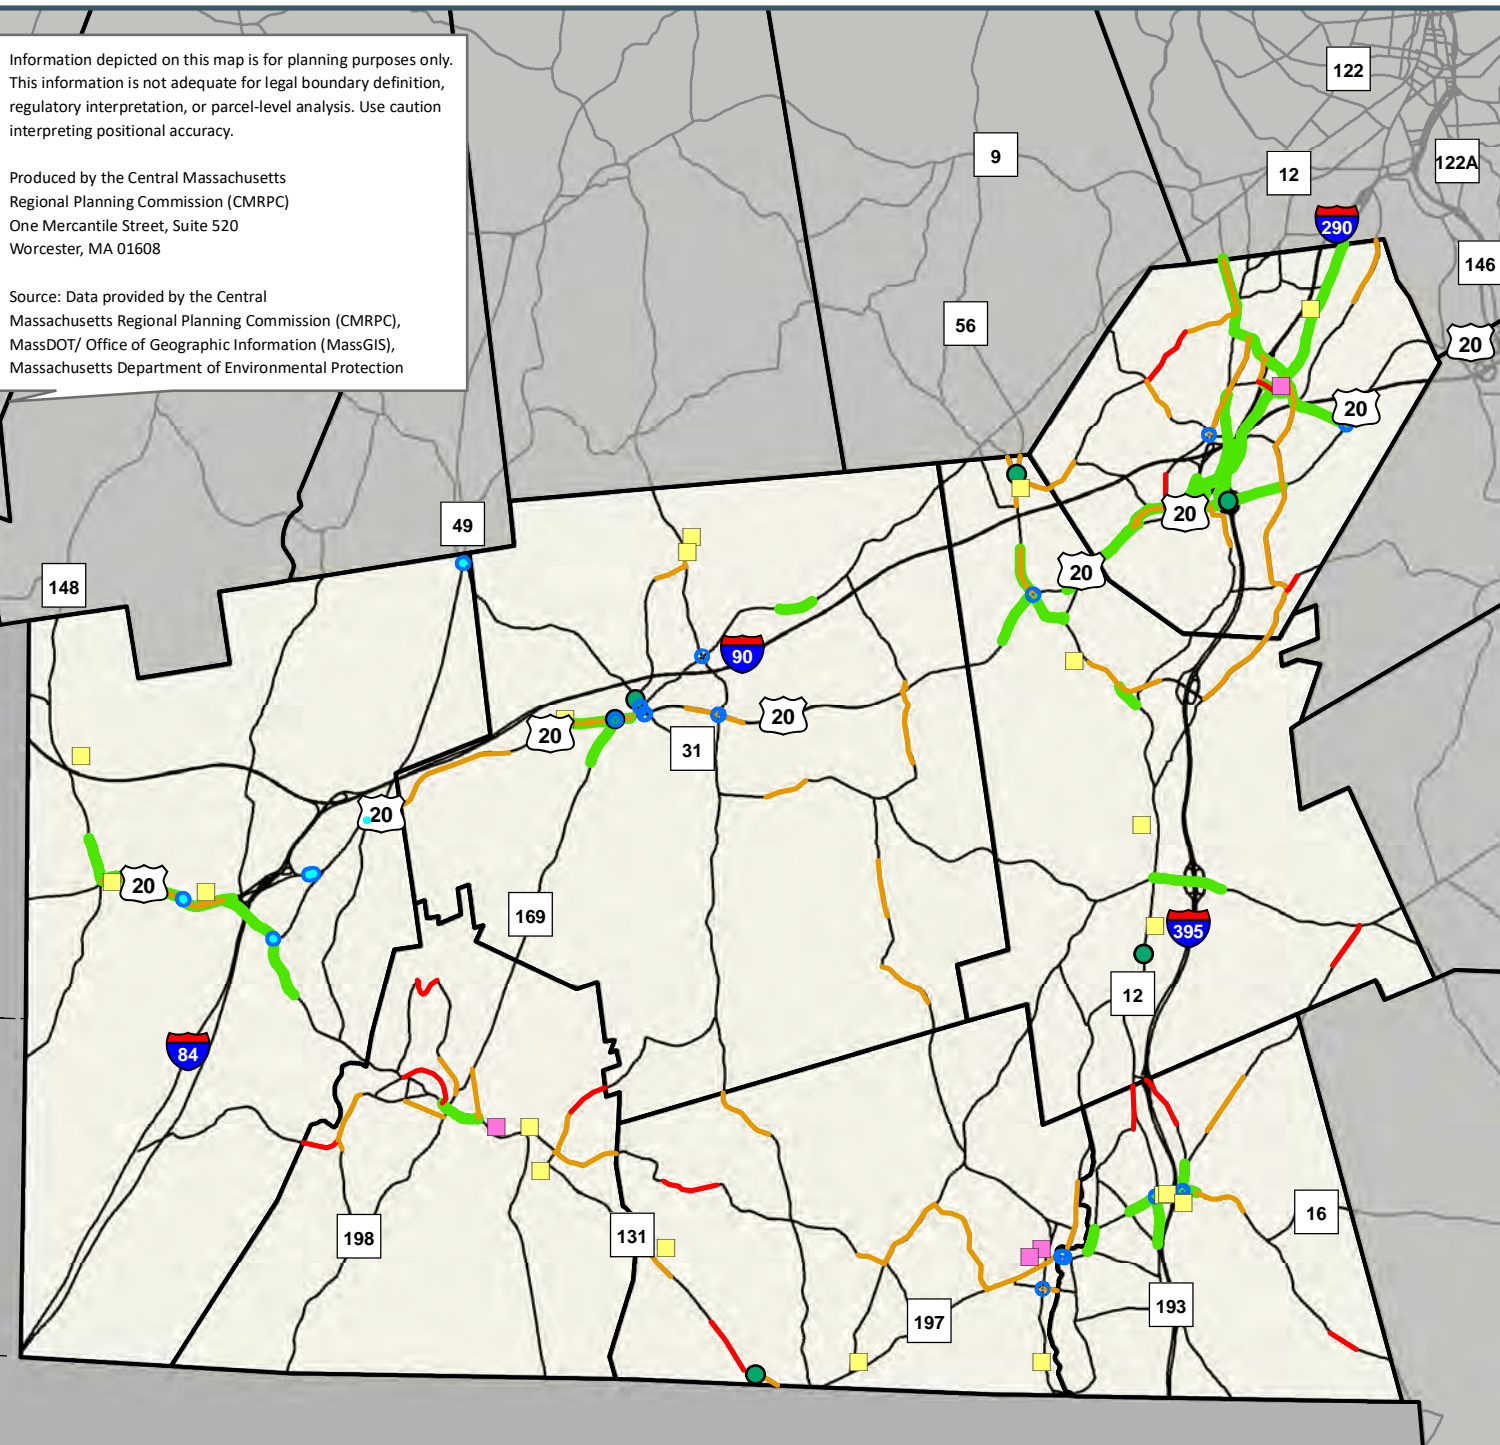 Information depicted on this map is for planning purposes only.
This information is not adequate for legal boundary definition,
regulatory interpretation, or parcel-level analysis. Use caution
interpreting positional accuracy.
Produced by the Central Massachusetts
Regional Planning Commission (CMRPC)
One Mercantile Street, Suite 520
Worcester, MA 01608
Source: Data provided by the Central
Massachusetts Regional Planning Commission (CMRPC),
MassDOT/ Office of Geographic Information (MassGIS),
Massachusetts Department of Environmental Protection
122
9
12
122A
290
146
56
20
20
49
20
148
20
90
20
20
31
20
20
169
395
12
84
16
198
131
193
197